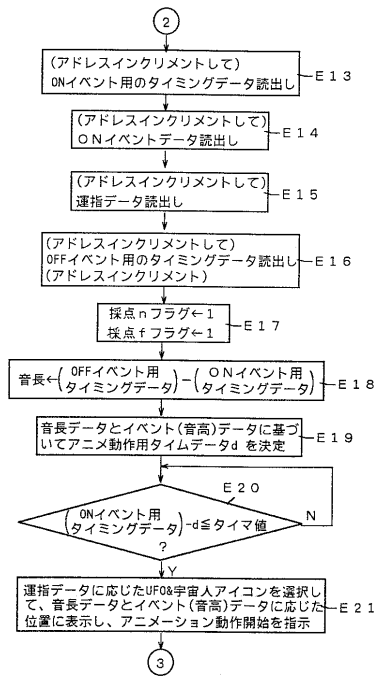 2
(アドレスインクリメントして)
ONイベント用のタイミングデータ読出し
E13
(アドレスインクリメントして)
ONイベントデータ読出し
E14
(アドレスインクリメントして)
運指データ読出し
E15
(アドレスインクリメントして)
OFFイベント用のタイミングデータ読出し
(アドレスインクリメント)
E16
採点nフラグ←1
採点fフラグ←1
E17
音長←(OFFイベント用タイミングデータ)-(ONイベント用タイミングデータ)
E18
音長データとイベント(音高)データに基づ
いてアニメ動作用タイムデータd を決定
E19
E20
(ONイベント用タイミングデータ)-d≦タイマ値
?
N
Y
運指データに応じたUFO&宇宙人アイコンを選択し
て、音長データとイベント(音高)データに応じた
位置に表示し、アニメーション動作開始を指示
E21
3